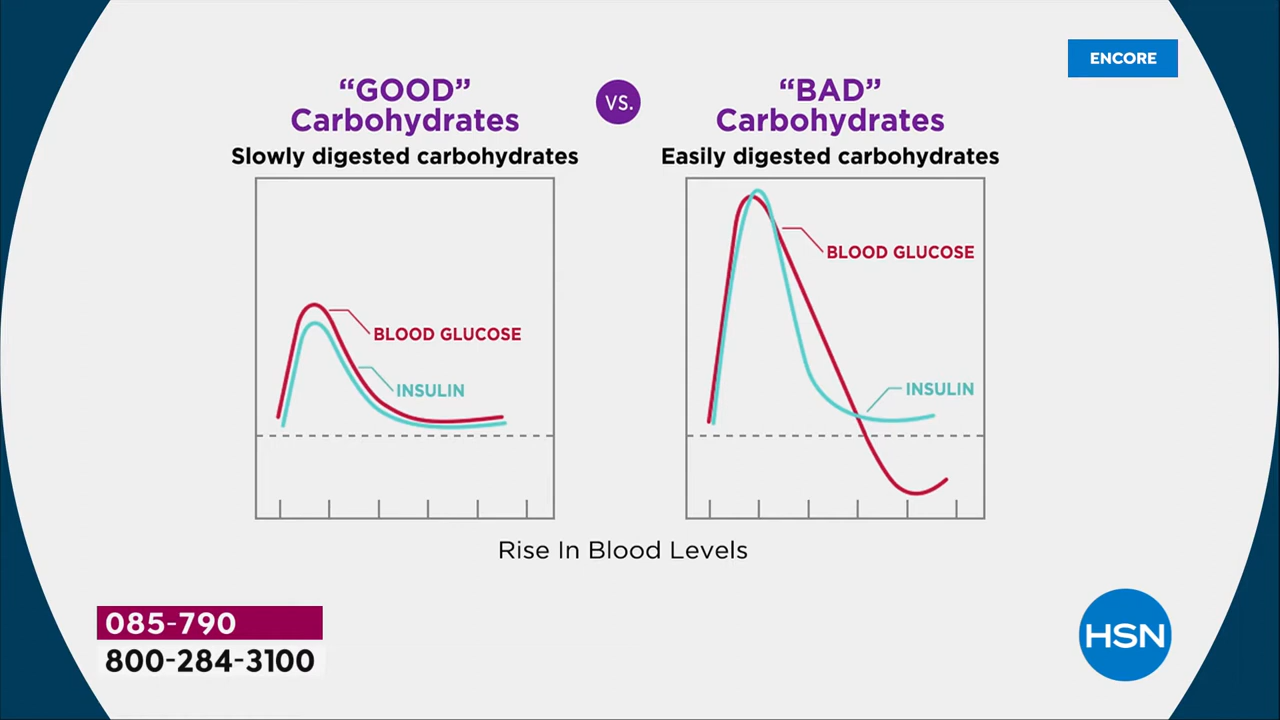 ENCORE
“GOOD”
Carbohydrates
Slowly digested carbohydrates
VS.
“BAD”
Carbohydrates
Easily digested carbohydrates
BLOOD GLUCOSE
INSULIN
BLOOD GLUCOSE
INSULIN
Rise In Blood Levels
085-790
800-284-3100
HSN